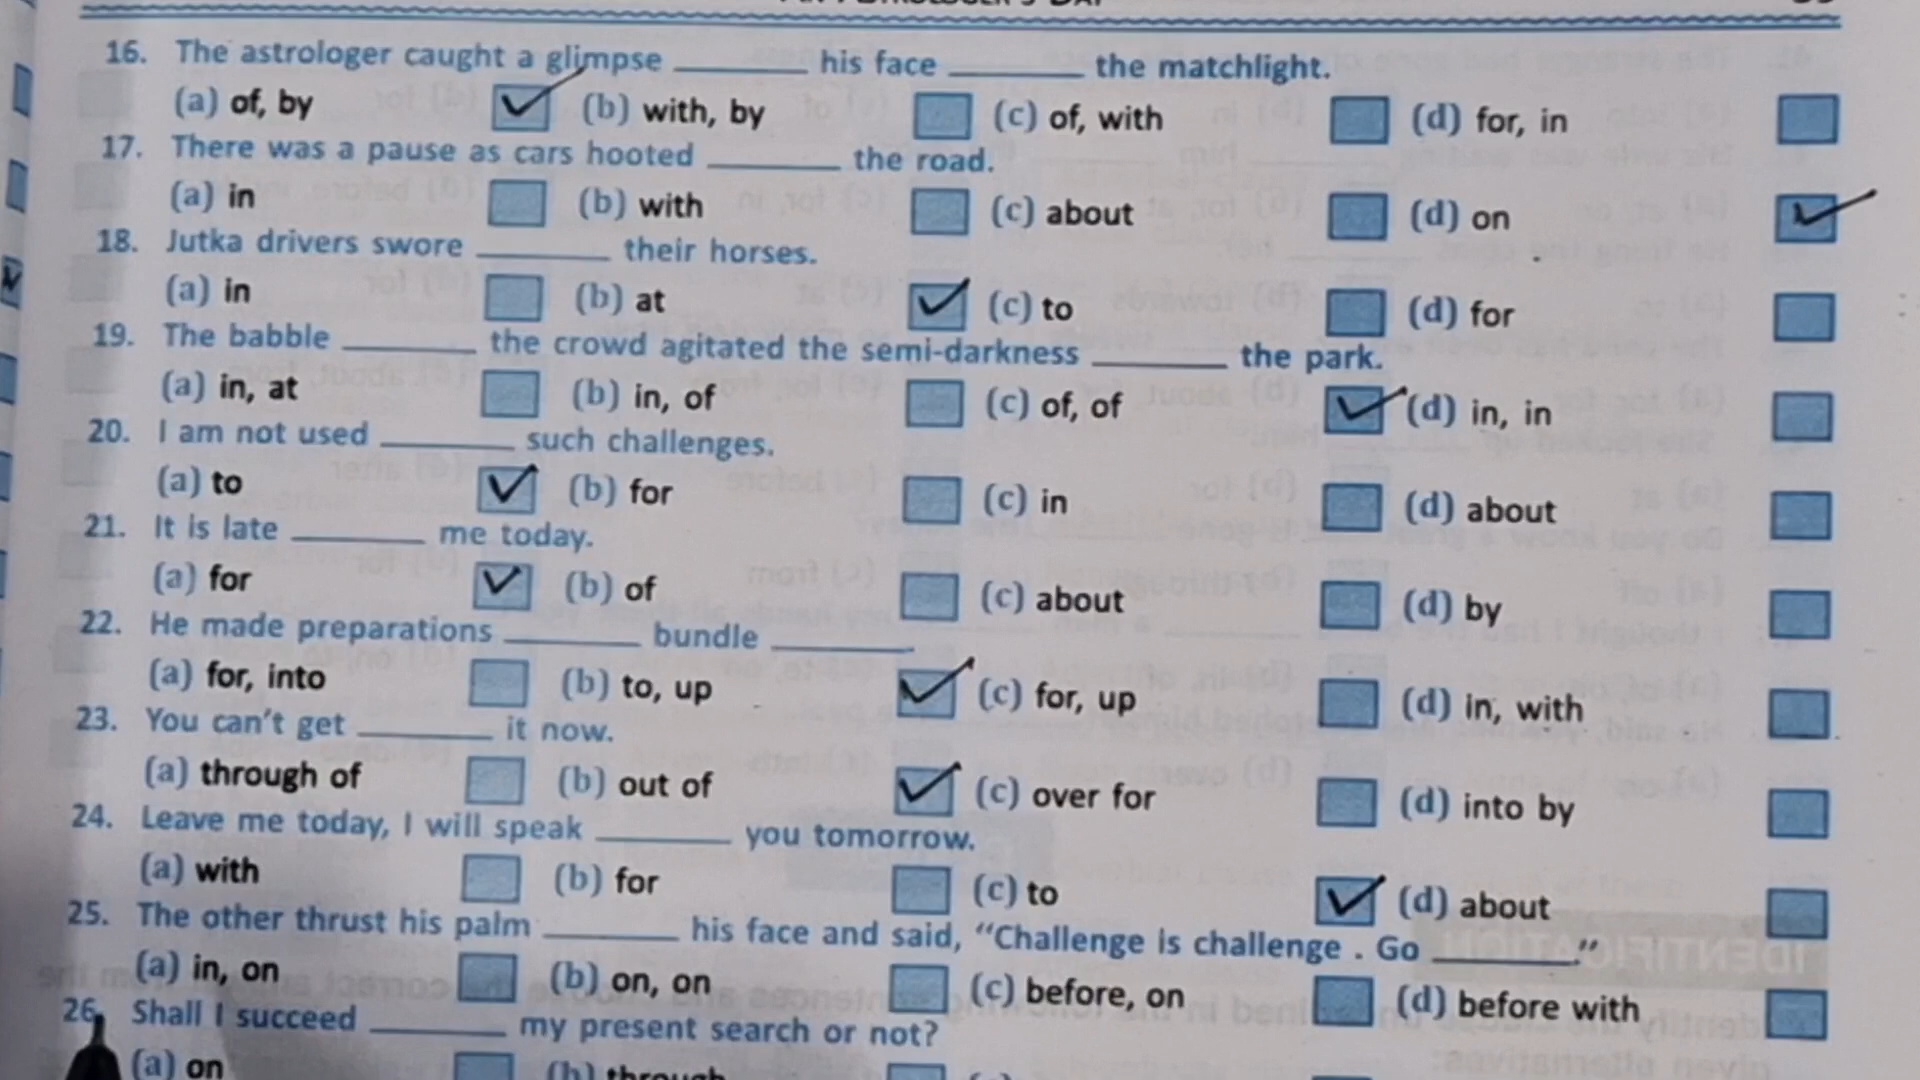 16. The astrologer caught a glimpse ________ his face ________ the matchlight.
(a) of, by (b) with, by (c) of, with (d) for, in
17. There was a pause as cars hooted ________ the road.
(a) in (b) with (c) about (d) on
18. Jutka drivers swore ________ their horses.
(a) in (b) at (c) to (d) for
19. The babble ________ the crowd agitated the semi-darkness ________ the park.
(a) in, at (b) in, of (c) of, of (d) in, in
20. I am not used ________ such challenges.
(a) to (b) for (c) in (d) about
21. It is late ________ me today.
(a) for (b) of (c) about (d) by
22. He made preparations ________ bundle ________
(a) for, into (b) to, up (c) for, up (d) in, with
23. You can't get ________ it now.
(a) through of (b) out of (c) over for (d) into by
24. Leave me today, I will speak ________ you tomorrow.
(a) with (b) for (c) to (d) about
25. The other thrust his palm ________ his face and said, "Challenge is challenge . Go ________."
(a) in, on (b) on, on (c) before, on (d) before with
26. Shall I succeed ________ my present search or not?
(a) on (b) through